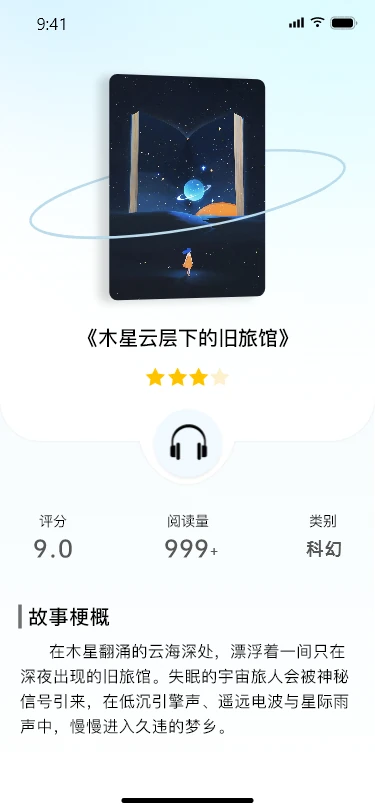 9:41
《木星云层下的旧旅馆》
评分 阅读量 类别
9.0 999+ 科幻
故事梗概
在木星翻涌的云海深处，漂浮着一间只在
深夜出现的旧旅馆。失眠的宇宙旅人会被神秘
信号引来，在低沉引擎声、遥远电波与星际雨
声中，慢慢进入久违的梦乡。